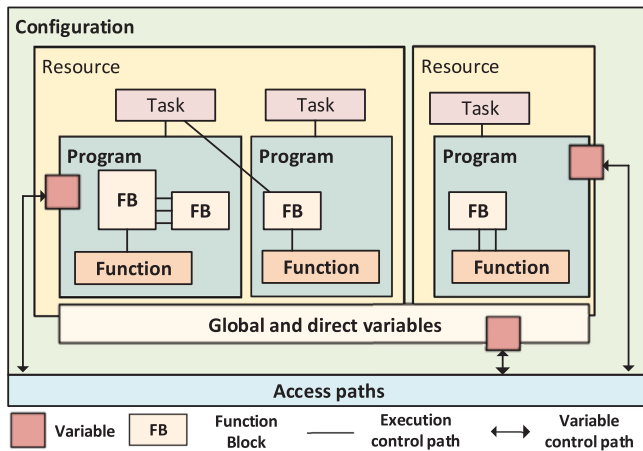 Configuration
Resource
Resource
Task
Task
Task
Program
Program
Program
FB
FB
FB
FB
Function
Function
Function
Global and direct variables
Access paths
Variable
FB
Function
Block
Execution
control path
Variable
control path